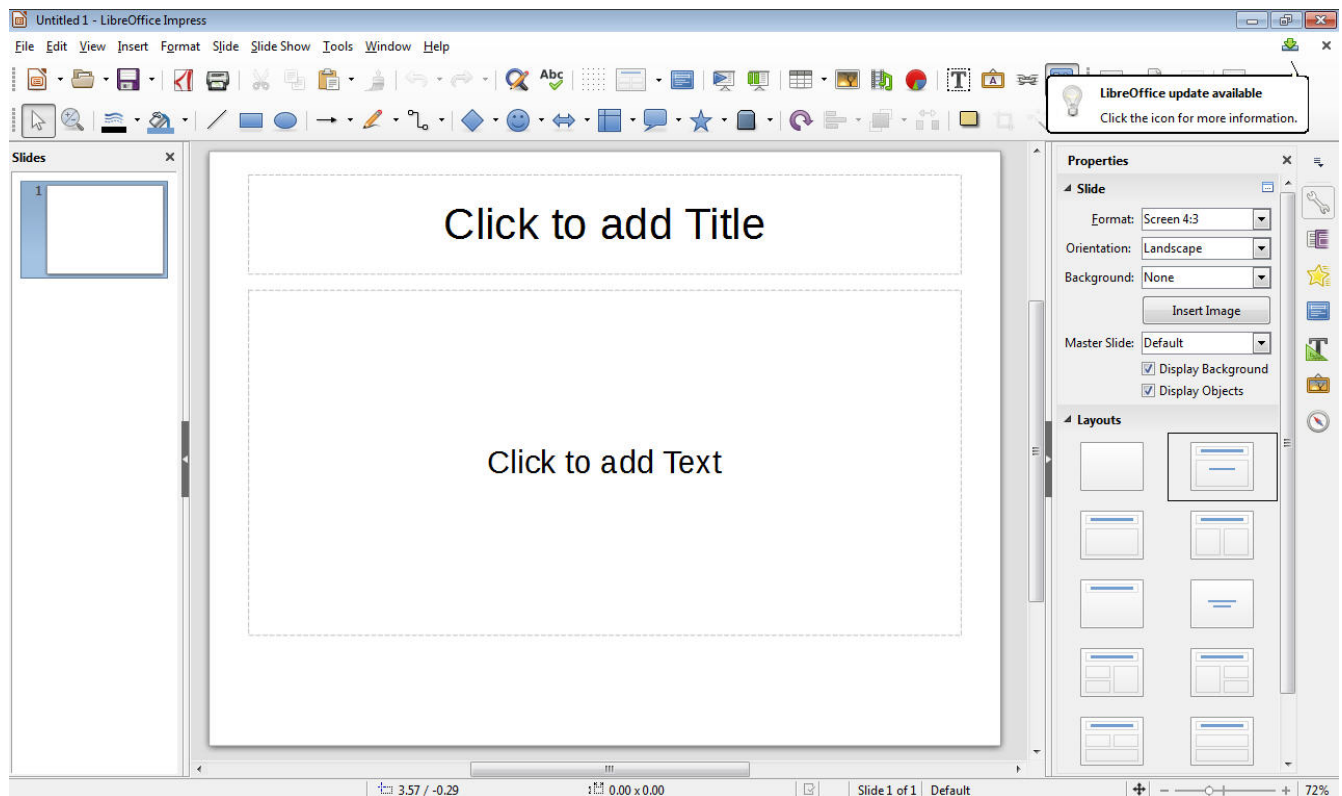 Untitled 1 - LibreOffice Impress
File Edit View Insert Format Slide Slide Show Tools Window Help
Abc
T
A
LibreOffice update available
Click the icon for more information.
Slides
1
Click to add Title
Click to add Text
Properties
Slide
Format: Screen 4:3
Orientation: Landscape
Background: None
Insert Image
Master Slide: Default
Display Background
Display Objects
Layouts
3.57 / -0.29 0.00 x 0.00 Slide 1 of 1 Default 72%